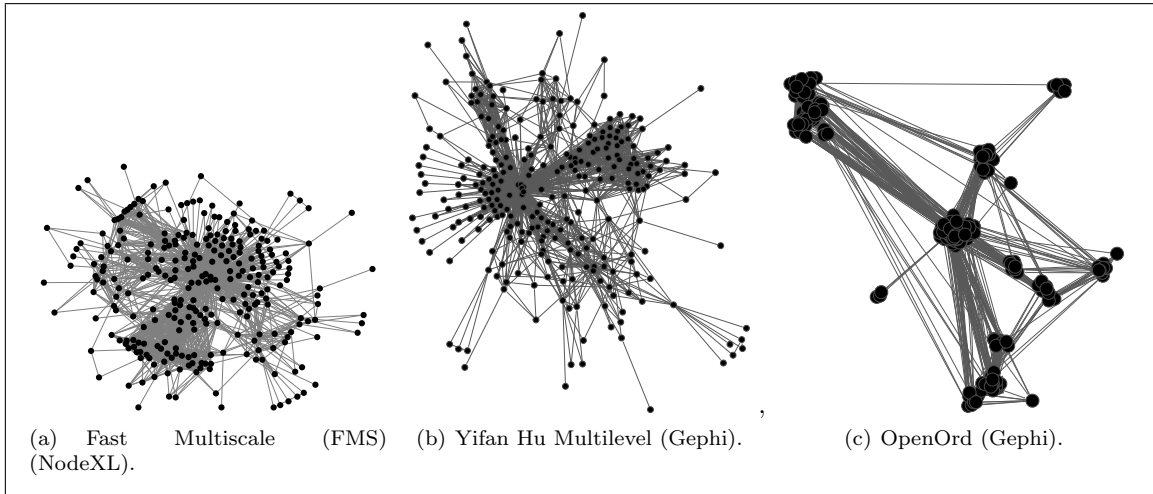 ,
(a) Fast Multiscale (FMS)
(NodeXL).
(b) Yifan Hu Multilevel (Gephi).
(c) OpenOrd (Gephi).